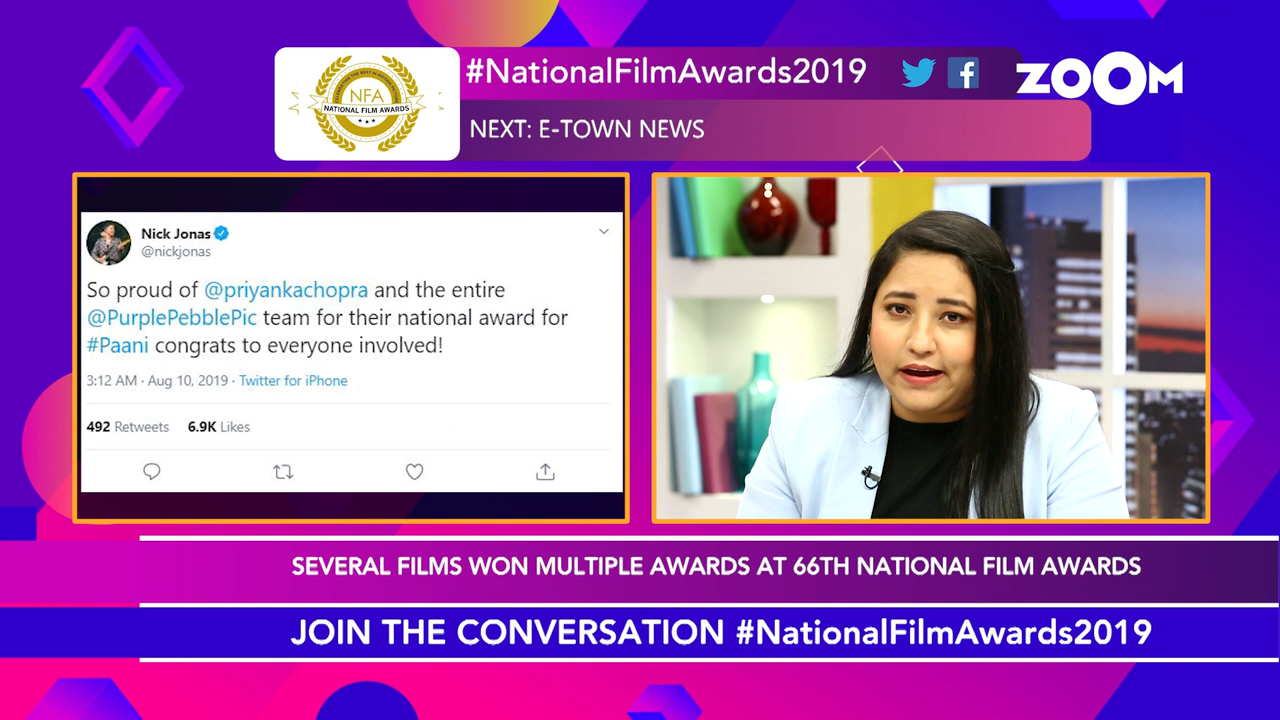 #NationalFilmAwards2019
ZOOM
NFA
NATIONAL FILM AWARDS
NEXT: E-TOWN NEWS
Nick Jonas
@nickjonas
So proud of @priyankachopra and the entire
@PurplePebblePic team for their national award for
#Paani congrats to everyone involved!
3:12 AM · Aug 10, 2019 · Twitter for iPhone
492 Retweets 6.9K Likes
SEVERAL FILMS WON MULTIPLE AWARDS AT 66TH NATIONAL FILM AWARDS
JOIN THE CONVERSATION #NationalFilmAwards2019